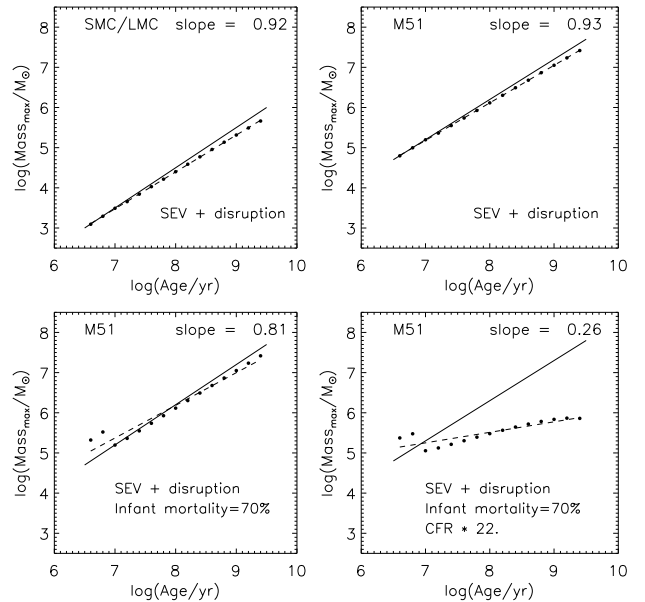 SMC/LMC slope = 0.92
8
7
6
5
4
3
log(Mass_max/M_⊙)
SEV + disruption
6 7 8 9 10
log(Age/yr)
M51 slope = 0.93
8
7
6
5
4
3
log(Mass_max/M_⊙)
SEV + disruption
6 7 8 9 10
log(Age/yr)
M51 slope = 0.81
8
7
6
5
4
3
log(Mass_max/M_⊙)
SEV + disruption
Infant mortality=70%
6 7 8 9 10
log(Age/yr)
M51 slope = 0.26
8
7
6
5
4
3
log(Mass_max/M_⊙)
SEV + disruption
Infant mortality=70%
CFR * 22.
6 7 8 9 10
log(Age/yr)